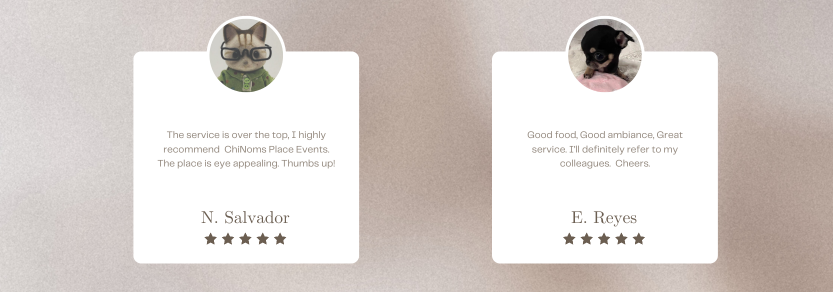 The service is over the top, I highly
recommend ChiNoms Place Events.
The place is eye appealing. Thumbs up!
N. Salvador
Good food, Good ambiance, Great
service. I'll definitely refer to my
colleagues. Cheers.
E. Reyes